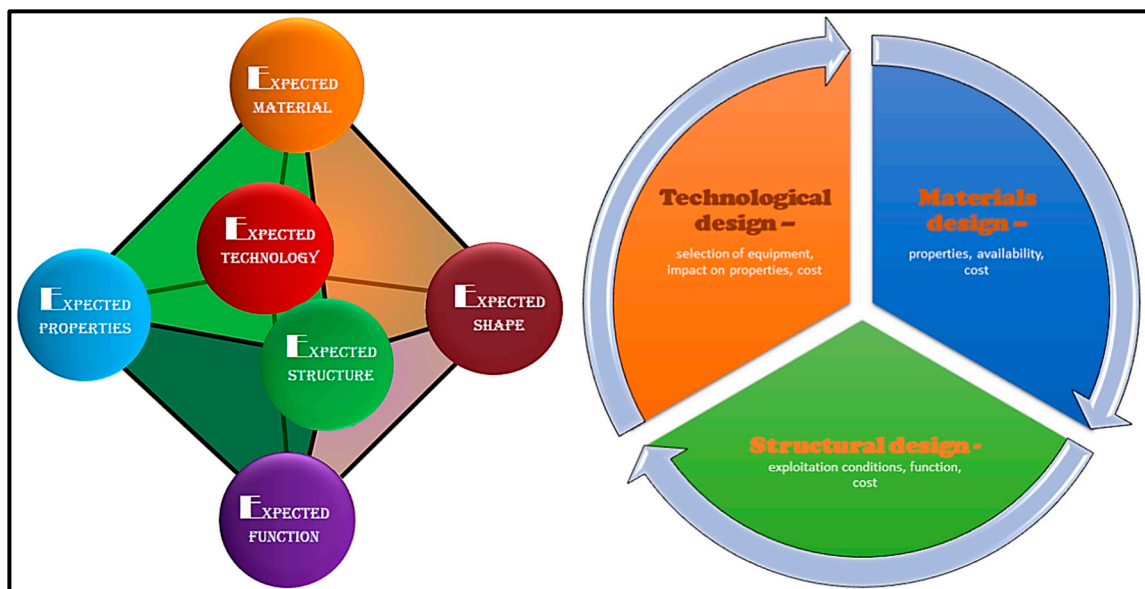 EXPECTED
MATERIAL
EXPECTED
TECHNOLOGY
EXPECTED
PROPERTIES
EXPECTED
SHAPE
EXPECTED
STRUCTURE
EXPECTED
FUNCTION
Technological
design –
selection of equipment,
impact on properties, cost
Materials
design –
properties, availability,
cost
Structural design -
exploitation conditions, function,
cost